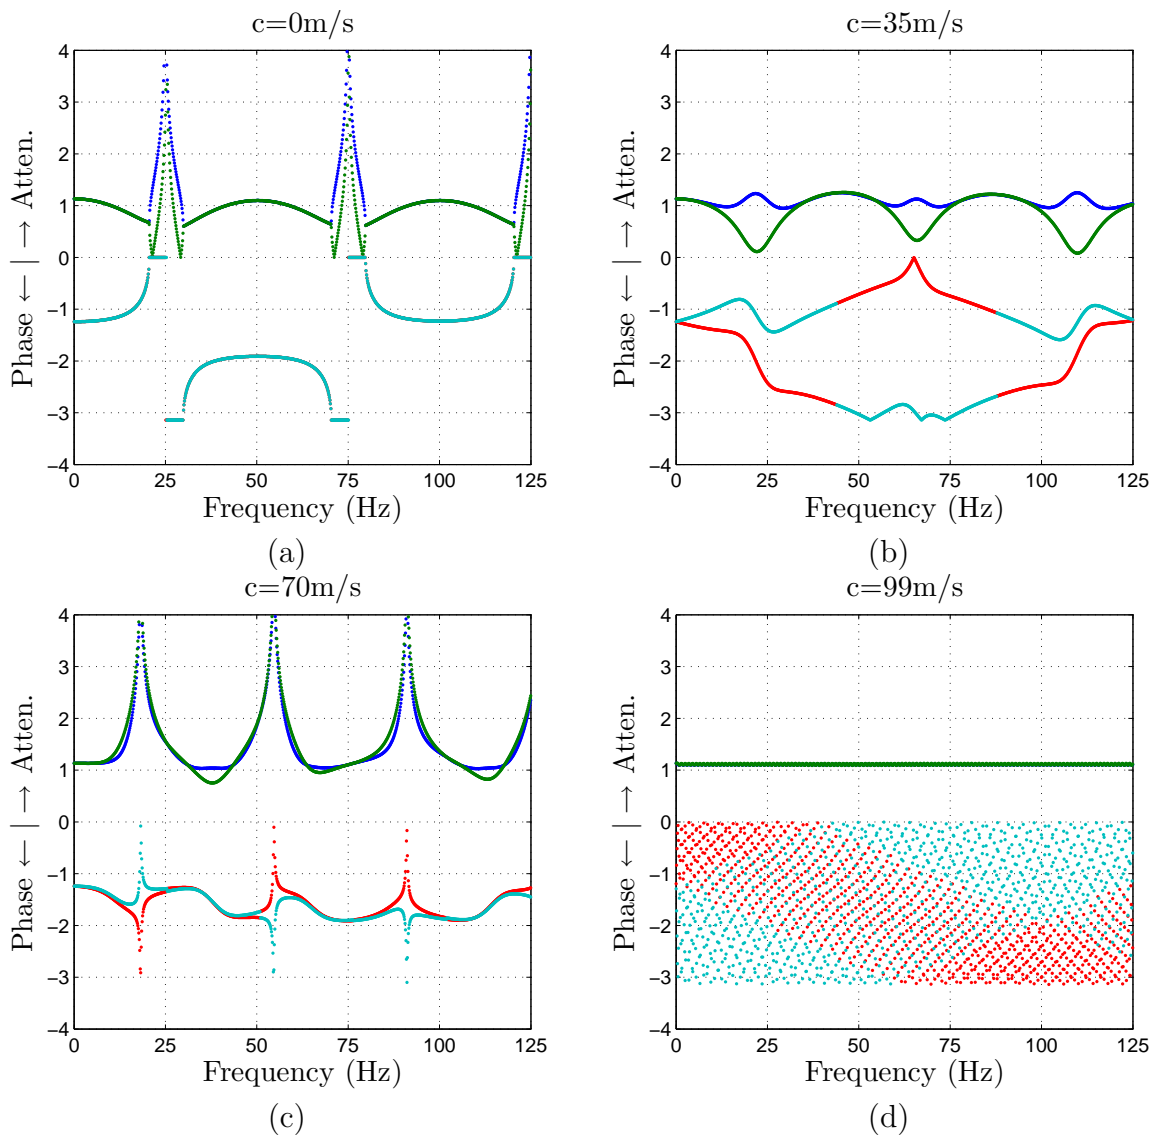 c=0m/s
4
3
2
1
0
−1
−2
−3
−4
Phase ← | → Atten.
0 25 50 75 100 125
Frequency (Hz)
(a)
c=35m/s
4
3
2
1
0
−1
−2
−3
−4
Phase ← | → Atten.
0 25 50 75 100 125
Frequency (Hz)
(b)
c=70m/s
4
3
2
1
0
−1
−2
−3
−4
Phase ← | → Atten.
0 25 50 75 100 125
Frequency (Hz)
(c)
c=99m/s
4
3
2
1
0
−1
−2
−3
−4
Phase ← | → Atten.
0 25 50 75 100 125
Frequency (Hz)
(d)